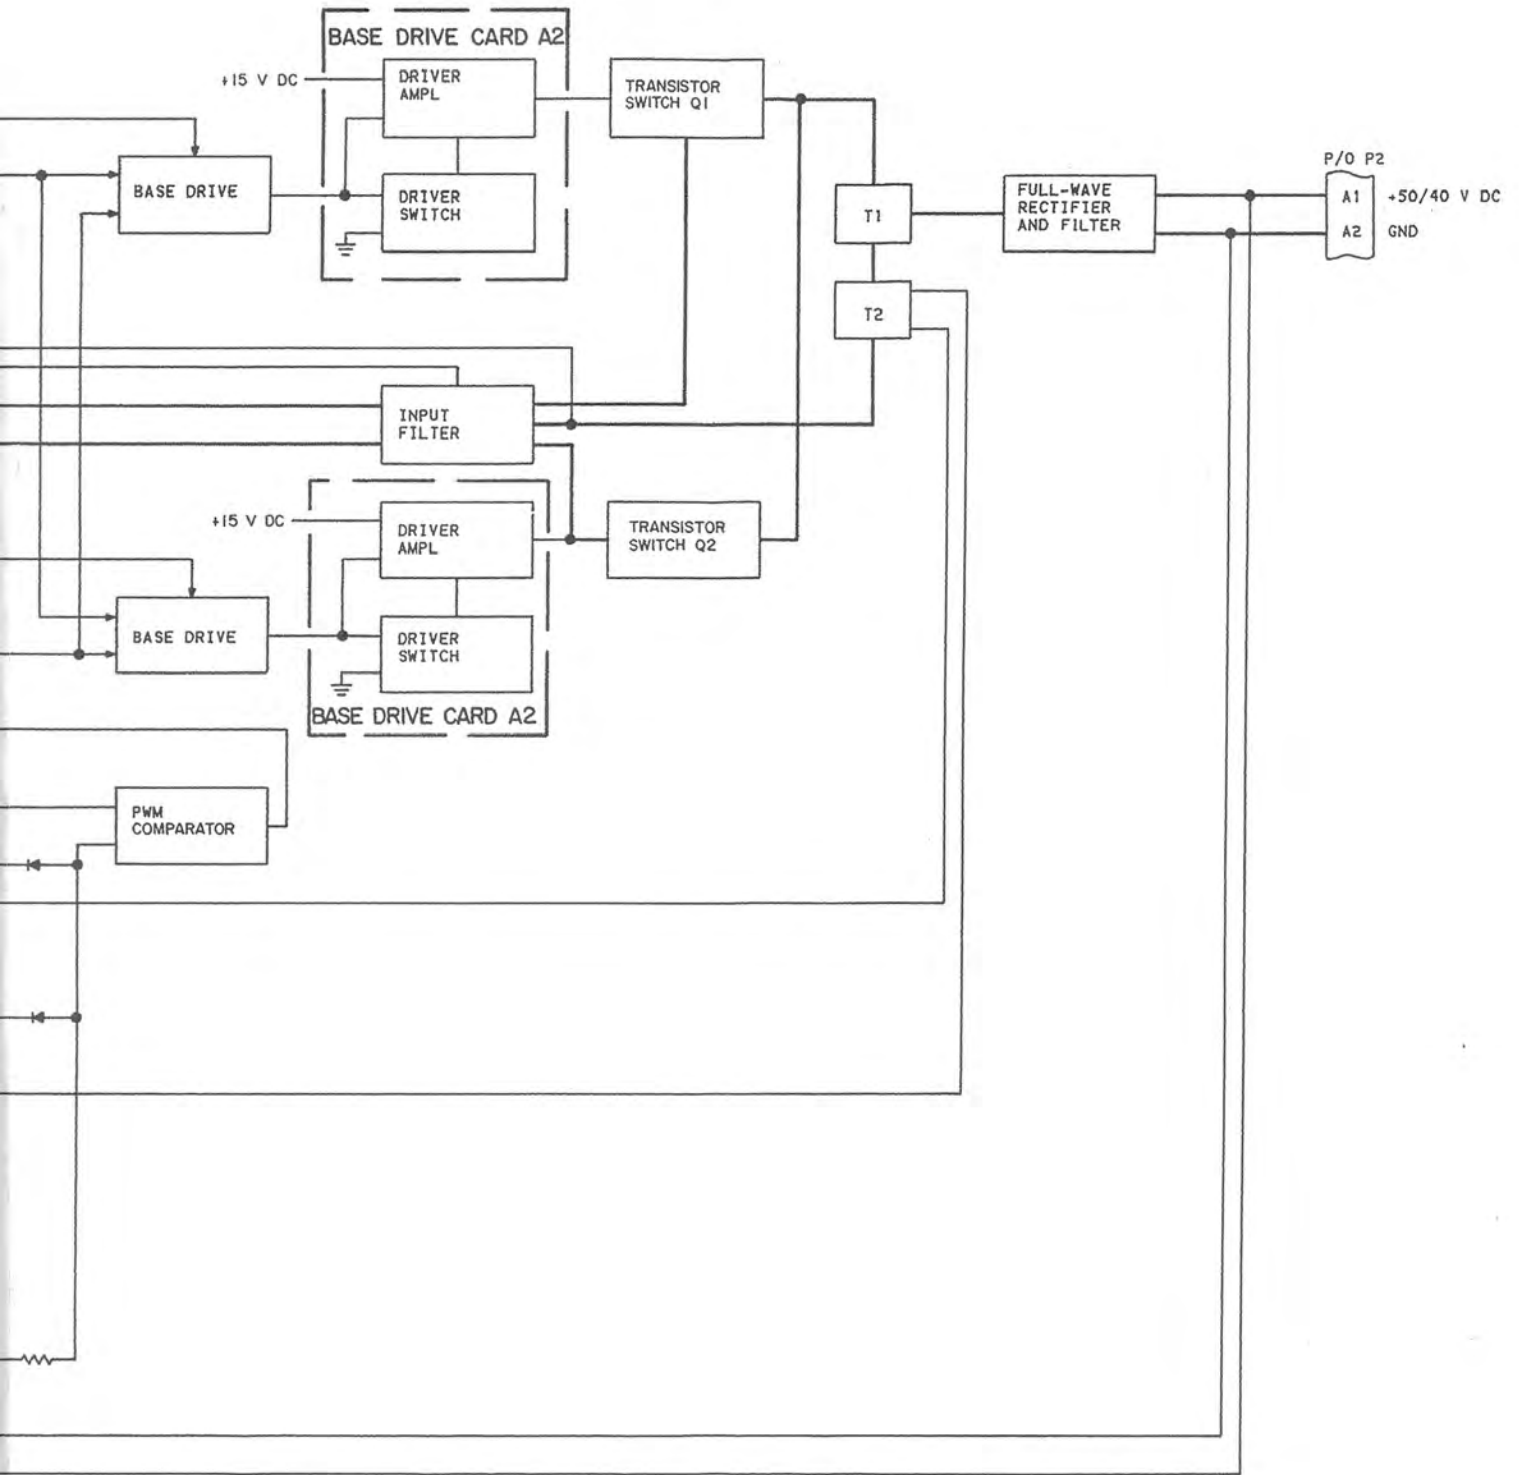 BASE DRIVE CARD A2
+15 V DC
DRIVER
AMPL
TRANSISTOR
SWITCH Q1
BASE DRIVE
DRIVER
SWITCH
T1
FULL-WAVE
RECTIFIER
AND FILTER
P/O P2
A1
+50/40 V DC
A2
GND
T2
INPUT
FILTER
+15 V DC
DRIVER
AMPL
TRANSISTOR
SWITCH Q2
BASE DRIVE
DRIVER
SWITCH
BASE DRIVE CARD A2
PWM
COMPARATOR